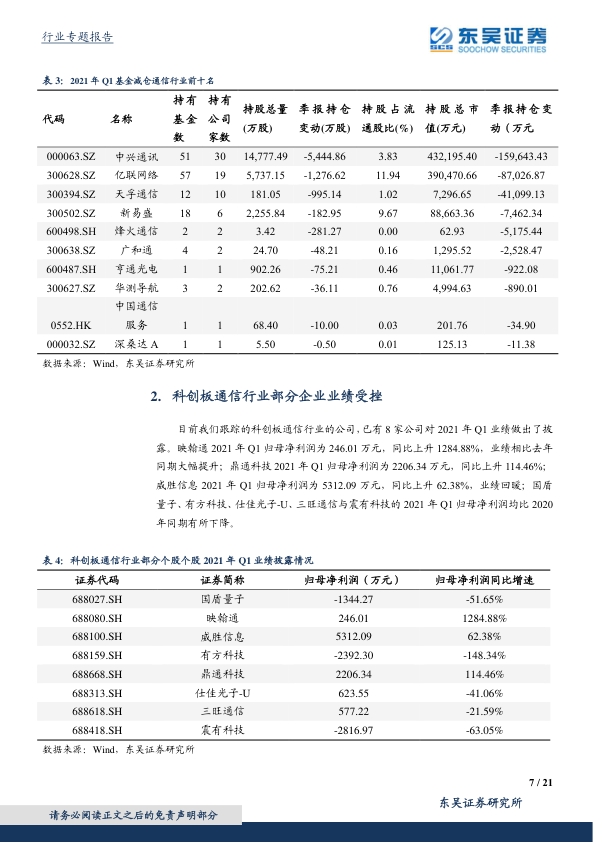 行业专题报告
东吴证券
SCS SOOCHOW SECURITIES
表 3：2021 年 Q1 基金减仓通信行业前十名
代码 名称 持有基金数 持有公司家数 持股总量(万股) 季报持仓变动(万股) 持股占流通股比(%) 持股总市值(万元) 季报持仓变动（万元
000063.SZ 中兴通讯 51 30 14,777.49 -5,444.86 3.83 432,195.40 -159,643.43
300628.SZ 亿联网络 57 19 5,737.15 -1,276.62 11.94 390,470.66 -87,026.87
300394.SZ 天孚通信 12 10 181.05 -995.14 1.02 7,296.65 -41,099.13
300502.SZ 新易盛 18 6 2,255.84 -182.95 9.67 88,663.36 -7,462.34
600498.SH 烽火通信 2 2 3.42 -281.27 0.00 62.93 -5,175.44
300638.SZ 广和通 4 2 24.70 -48.21 0.16 1,295.52 -2,528.47
600487.SH 亨通光电 1 1 902.26 -75.21 0.46 11,061.77 -922.08
300627.SZ 华测导航 3 2 202.62 -36.11 0.76 4,994.63 -890.01
0552.HK 中国通信服务 1 1 68.40 -10.00 0.03 201.76 -34.90
000032.SZ 深桑达 A 1 1 5.50 -0.50 0.01 125.13 -11.38
数据来源：Wind，东吴证券研究所
2. 科创板通信行业部分企业业绩受挫
目前我们跟踪的科创板通信行业的公司，已有 8 家公司对 2021 年 Q1 业绩做出了披
露。映翰通 2021 年 Q1 归母净利润为 246.01 万元，同比上升 1284.88%，业绩相比去年
同期大幅提升；鼎通科技 2021 年 Q1 归母净利润为 2206.34 万元，同比上升 114.46%；
威胜信息 2021 年 Q1 归母净利润为 5312.09 万元，同比上升 62.38%，业绩回暖；国盾
量子、有方科技、仕佳光子-U、三旺通信与震有科技的 2021 年 Q1 归母净利润均比 2020
年同期有所下降。
表 4：科创板通信行业部分个股个股 2021 年 Q1 业绩披露情况
证券代码 证券简称 归母净利润（万元） 归母净利润同比增速
688027.SH 国盾量子 -1344.27 -51.65%
688080.SH 映翰通 246.01 1284.88%
688100.SH 威胜信息 5312.09 62.38%
688159.SH 有方科技 -2392.30 -148.34%
688668.SH 鼎通科技 2206.34 114.46%
688313.SH 仕佳光子-U 623.55 -41.06%
688618.SH 三旺通信 577.22 -21.59%
688418.SH 震有科技 -2816.97 -63.05%
数据来源：Wind，东吴证券研究所
7 / 21
东吴证券研究所
请务必阅读正文之后的免责声明部分